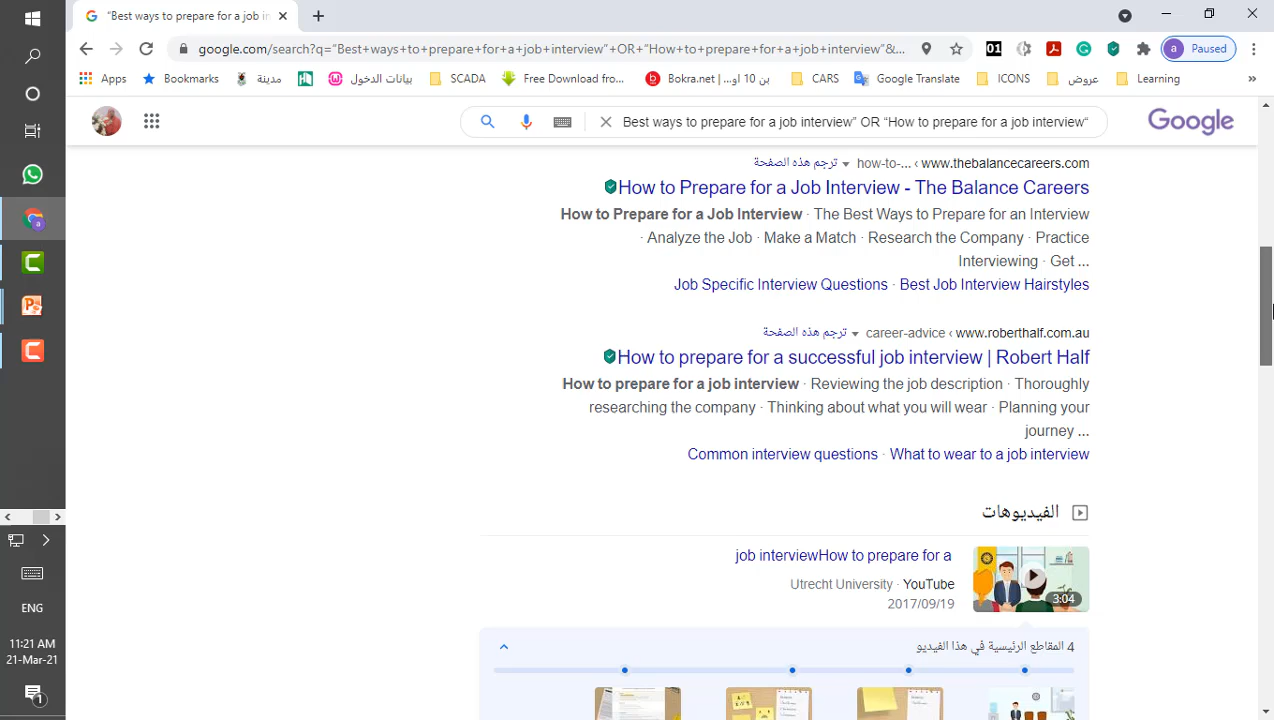 "Best ways to prepare for a job in
google.com/search?q="Best+ways+to+prepare+for+a+job+interview"+OR+"How+to+prepare+for+a+job+interview"&...
01
a Paused
Apps
Bookmarks
مدينة
بيانات الدخول
SCADA
Free Download fro...
Bokra.net | بن 10 او...
CARS
Google Translate
ICONS
عروض
Learning
»
Best ways to prepare for a job interview" OR "How to prepare for a job interview"
Google
ترجم هذه الصفحة how-to-... › www.thebalancecareers.com
How to Prepare for a Job Interview - The Balance Careers
How to Prepare for a Job Interview · The Best Ways to Prepare for an Interview
· Analyze the Job · Make a Match · Research the Company · Practice
Interviewing · Get ...
Job Specific Interview Questions · Best Job Interview Hairstyles
ترجم هذه الصفحة career-advice › www.roberthalf.com.au
How to prepare for a successful job interview | Robert Half
How to prepare for a job interview · Reviewing the job description · Thoroughly
researching the company · Thinking about what you will wear · Planning your
journey ...
Common interview questions · What to wear to a job interview
الفيديوهات
job interviewHow to prepare for a
Utrecht University · YouTube
2017/09/19
3:04
4 المقاطع الرئيسية في هذا الفيديو
ENG
11:21 AM
21-Mar-21
1